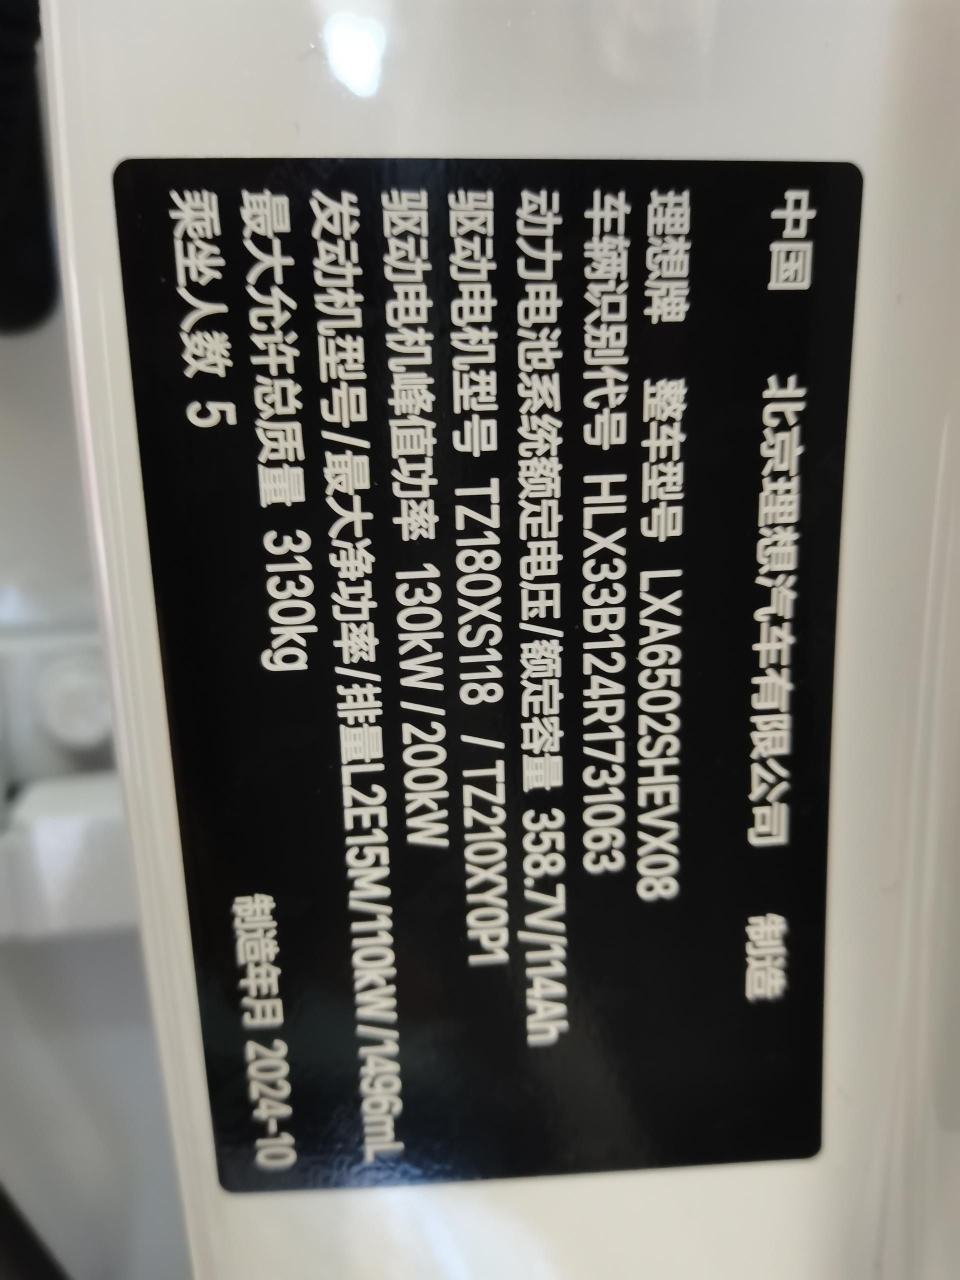 中国 北京理想汽车有限公司 制造
理想牌 整车型号 LXA6502SHEVX08
车辆识别代号 HLX33B124R1731063
动力电池系统额定电压/额定容量 358.7V/114Ah
驱动电机型号 TZ180XS118 / TZ210XY0P1
驱动电机峰值功率 130kW / 200kW
发动机型号/最大净功率/排量L2E15M/110kW/1496mL
最大允许总质量 3130kg
乘坐人数 5
制造年月 2024-10